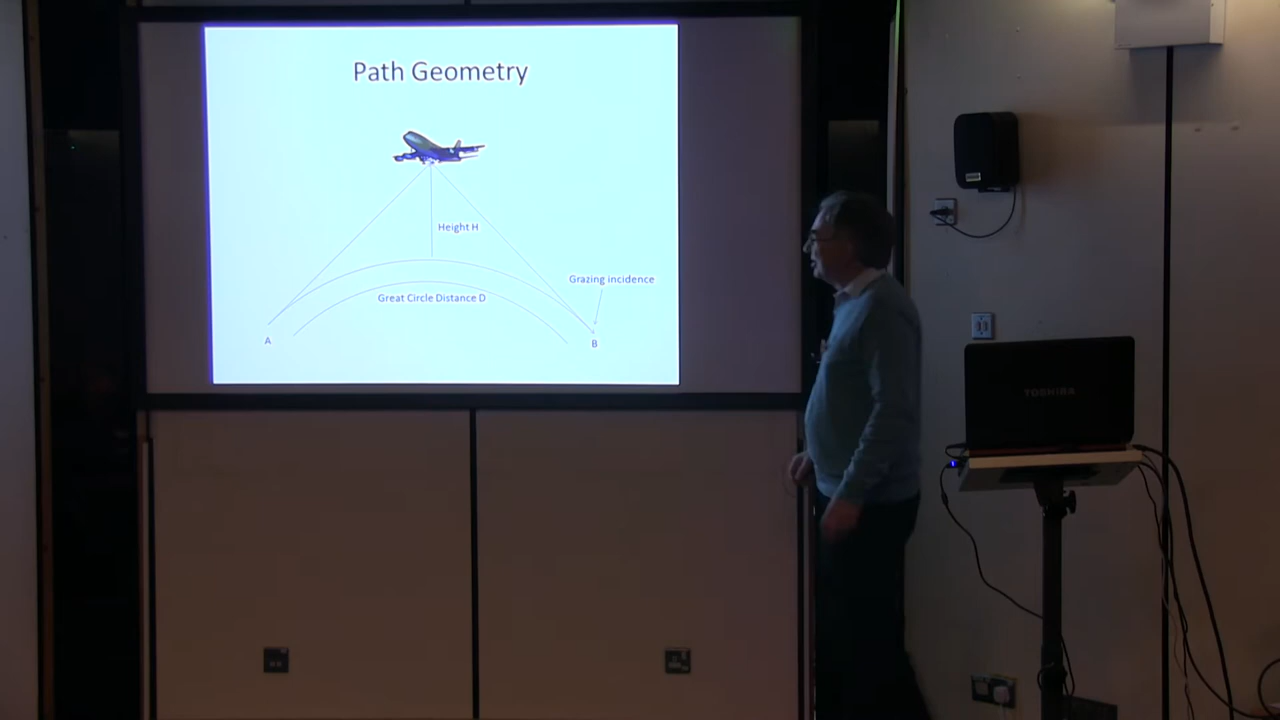 Path Geometry
Height H
Grazing incidence
Great Circle Distance D
A
B
TOSHIBA